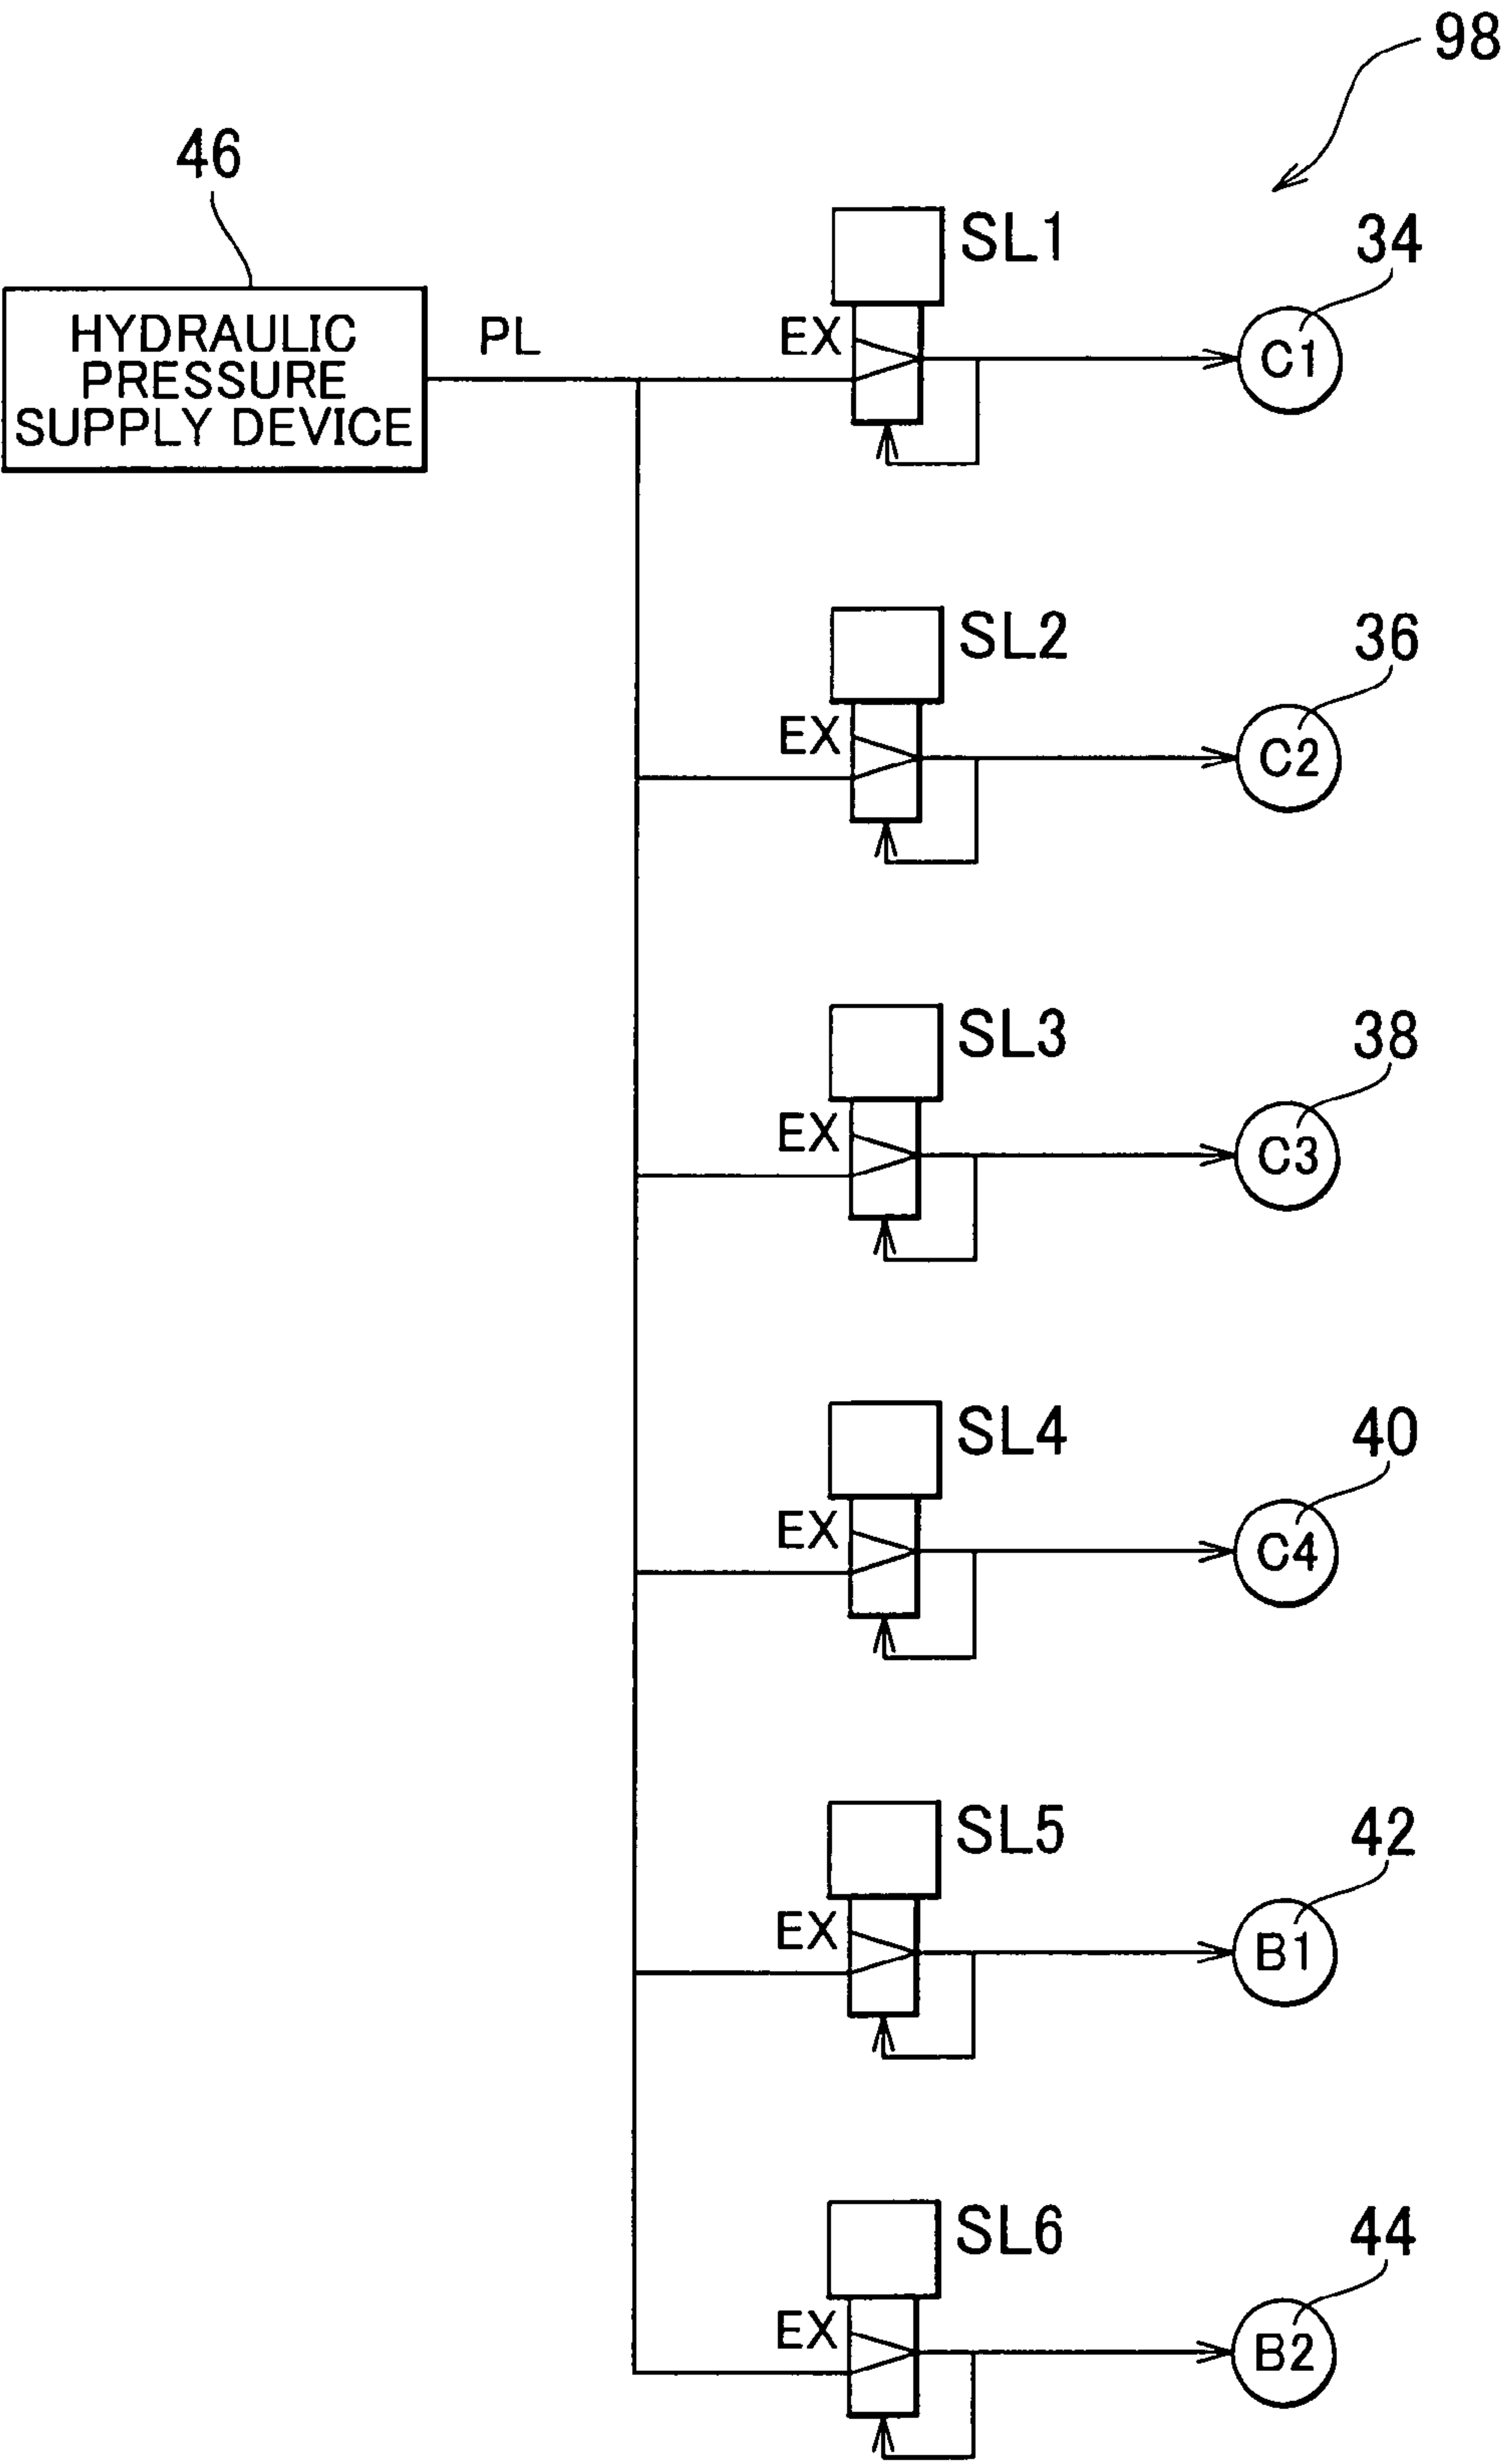 98
46
SL1
34
HYDRAULIC
PRESSURE
SUPPLY DEVICE
PL
EX
C1
SL2
36
EX
C2
SL3
38
EX
C3
SL4
40
EX
C4
SL5
42
EX
B1
SL6
44
EX
B2